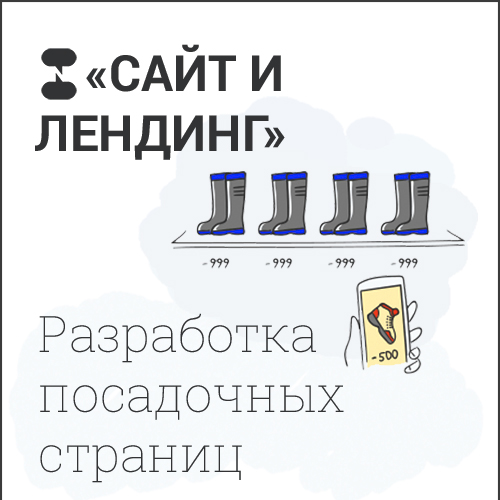 «САЙТ И
ЛЕНДИНГ»
-999 -999 -999 -999
-500
Разработка
посадочных
страниц